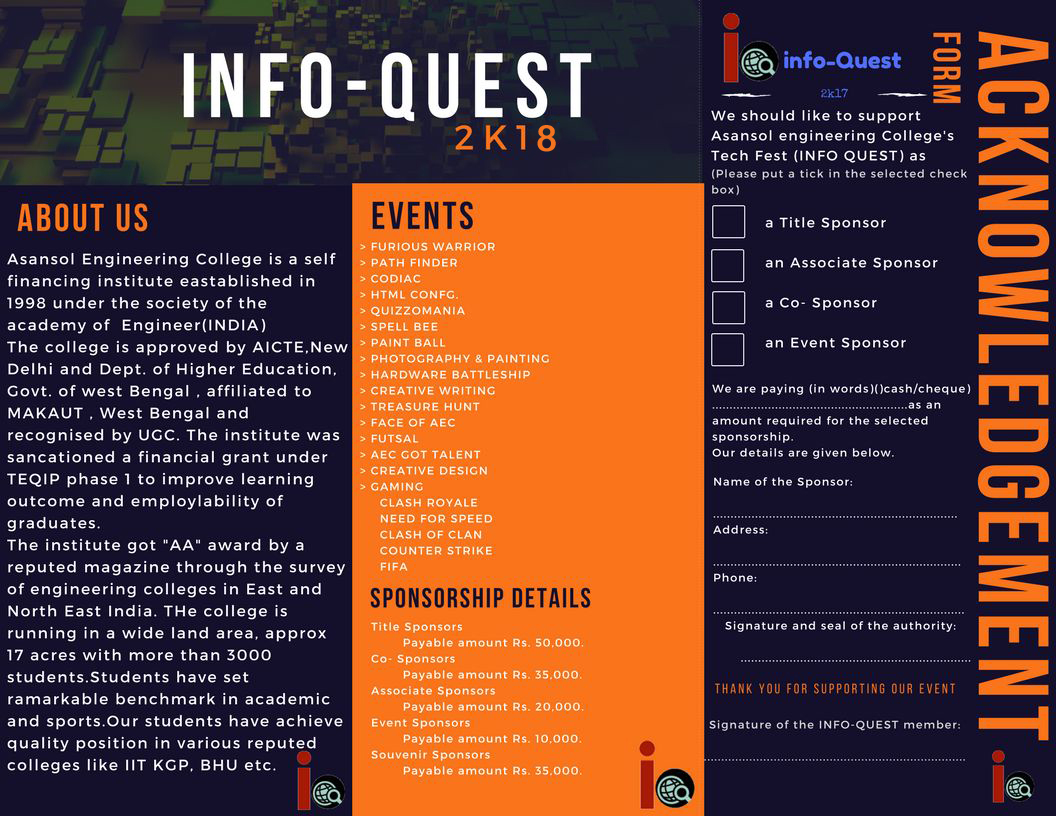 INFO-QUEST
2K18
ABOUT US
Asansol Engineering College is a self
financing institute eastablished in
1998 under the society of the
academy of  Engineer(INDIA)
The college is approved by AICTE,New
Delhi and Dept. of Higher Education,
Govt. of west Bengal , affiliated to
MAKAUT , West Bengal and
recognised by UGC. The institute was
sancationed a financial grant under
TEQIP phase 1 to improve learning
outcome and employlability of
graduates.
The institute got "AA" award by a
reputed magazine through the survey
of engineering colleges in East and
North East India. THe college is
running in a wide land area, approx
17 acres with more than 3000
students.Students have set
ramarkable benchmark in academic
and sports.Our students have achieve
quality position in various reputed
colleges like IIT KGP, BHU etc.
EVENTS
> FURIOUS WARRIOR
> PATH FINDER
> CODIAC
> HTML CONFG.
> QUIZZOMANIA
> SPELL BEE
> PAINT BALL
> PHOTOGRAPHY & PAINTING
> HARDWARE BATTLESHIP
> CREATIVE WRITING
> TREASURE HUNT
> FACE OF AEC
> FUTSAL
> AEC GOT TALENT
> CREATIVE DESIGN
> GAMING
CLASH ROYALE
NEED FOR SPEED
CLASH OF CLAN
COUNTER STRIKE
FIFA
SPONSORSHIP DETAILS
Title Sponsors
Payable amount Rs. 50,000.
Co- Sponsors
Payable amount Rs. 35,000.
Associate Sponsors
Payable amount Rs. 20,000.
Event Sponsors
Payable amount Rs. 10,000.
Souvenir Sponsors
Payable amount Rs. 35,000.
info-Quest
2k17
We should like to support
Asansol engineering College's
Tech Fest (INFO QUEST) as
(Please put a tick in the selected check
box)
a Title Sponsor
an Associate Sponsor
a Co- Sponsor
an Event Sponsor
We are paying (in words)()cash/cheque)
........................................................as an
amount required for the selected
sponsorship.
Our details are given below.
Name of the Sponsor:
......................................................................
Address:
.......................................................................
Phone:
........................................................................
Signature and seal of the authority:
..................................................................
THANK YOU FOR SUPPORTING OUR EVENT
Signature of the INFO-QUEST member:
...........................................................................
ACKNOWLEDGEMENT
FORM